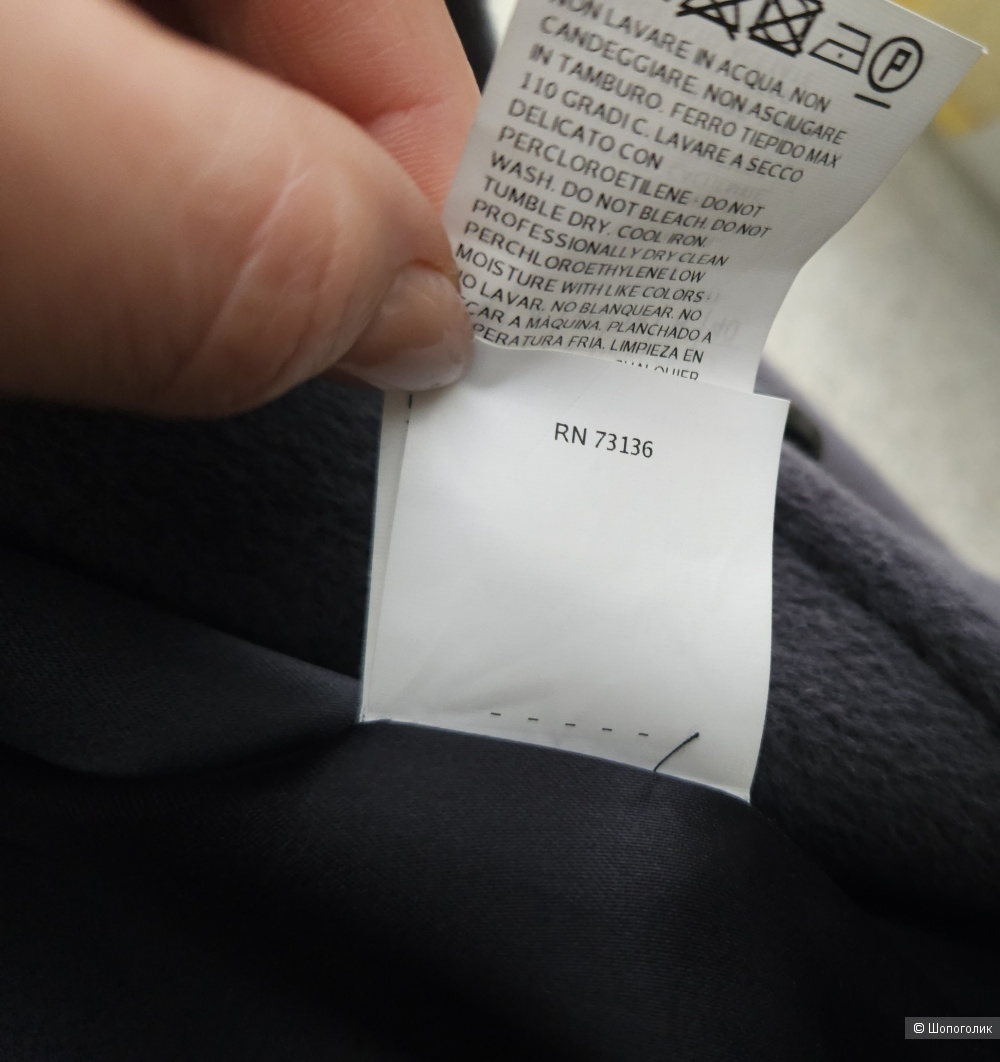 NON LAVARE IN ACQUA. NON
CANDEGGIARE. NON ASCIUGARE
IN TAMBURO. FERRO TIEPIDO MAX
110 GRADI C. LAVARE A SECCO
DELICATO CON
PERCLOROETILENE - DO NOT
WASH. DO NOT BLEACH. DO NOT
TUMBLE DRY. COOL IRON.
PROFESSIONALLY DRY CLEAN
PERCHLOROETHYLENE LOW
MOISTURE WITH LIKE COLORS
LAVAR. NO BLANQUEAR. NO
A MÁQUINA. PLANCHADO A
FRIA. LIMPIEZA EN
RN 73136
© Шопоголик